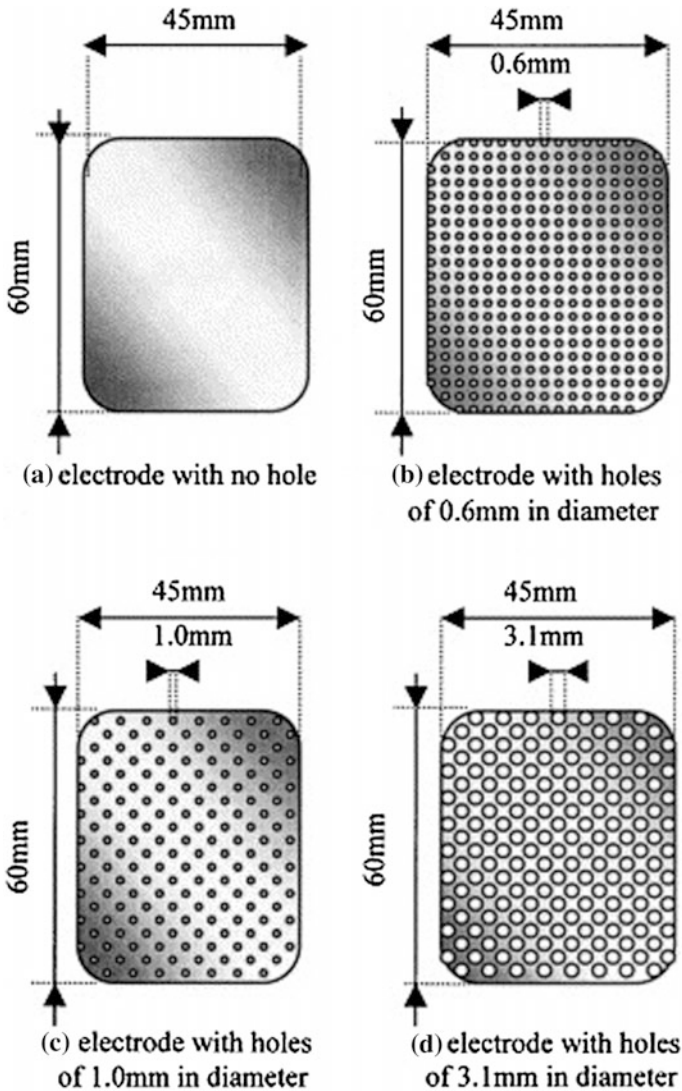 45mm
60mm
(a) electrode with no hole
45mm
0.6mm
60mm
(b) electrode with holes
of 0.6mm in diameter
45mm
1.0mm
60mm
(c) electrode with holes
of 1.0mm in diameter
45mm
3.1mm
60mm
(d) electrode with holes
of 3.1mm in diameter